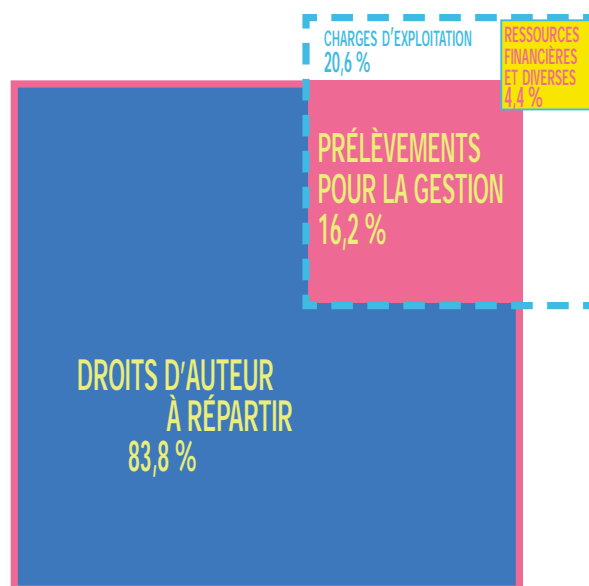 CHARGES D'EXPLOITATION
20,6 %
RESSOURCES
FINANCIÈRES
ET DIVERSES
4,4 %
PRÉLÈVEMENTS
POUR LA GESTION
16,2 %
DROITS D'AUTEUR
À RÉPARTIR
83,8 %